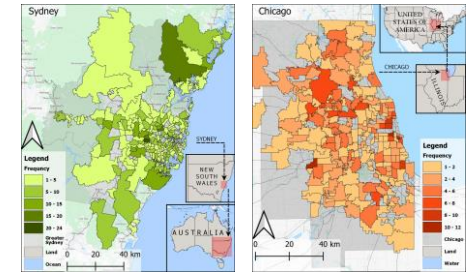 Sydney
SYDNEY
NEW
SOUTH
WALES
AUSTRALIA
Legend
Frequency
1 - 5
5 - 10
10 - 15
15 - 20
20 - 24
Greater
Sydney
Land
Ocean
0 20 40 km
Chicago
UNITED
STATES OF
AMERICA
CHICAGO
ILLINOIS
Legend
Frequency
2 - 4
4 - 6
6 - 8
8 - 10
10 - 12
Chicago
Land
Water
0 20 40 km